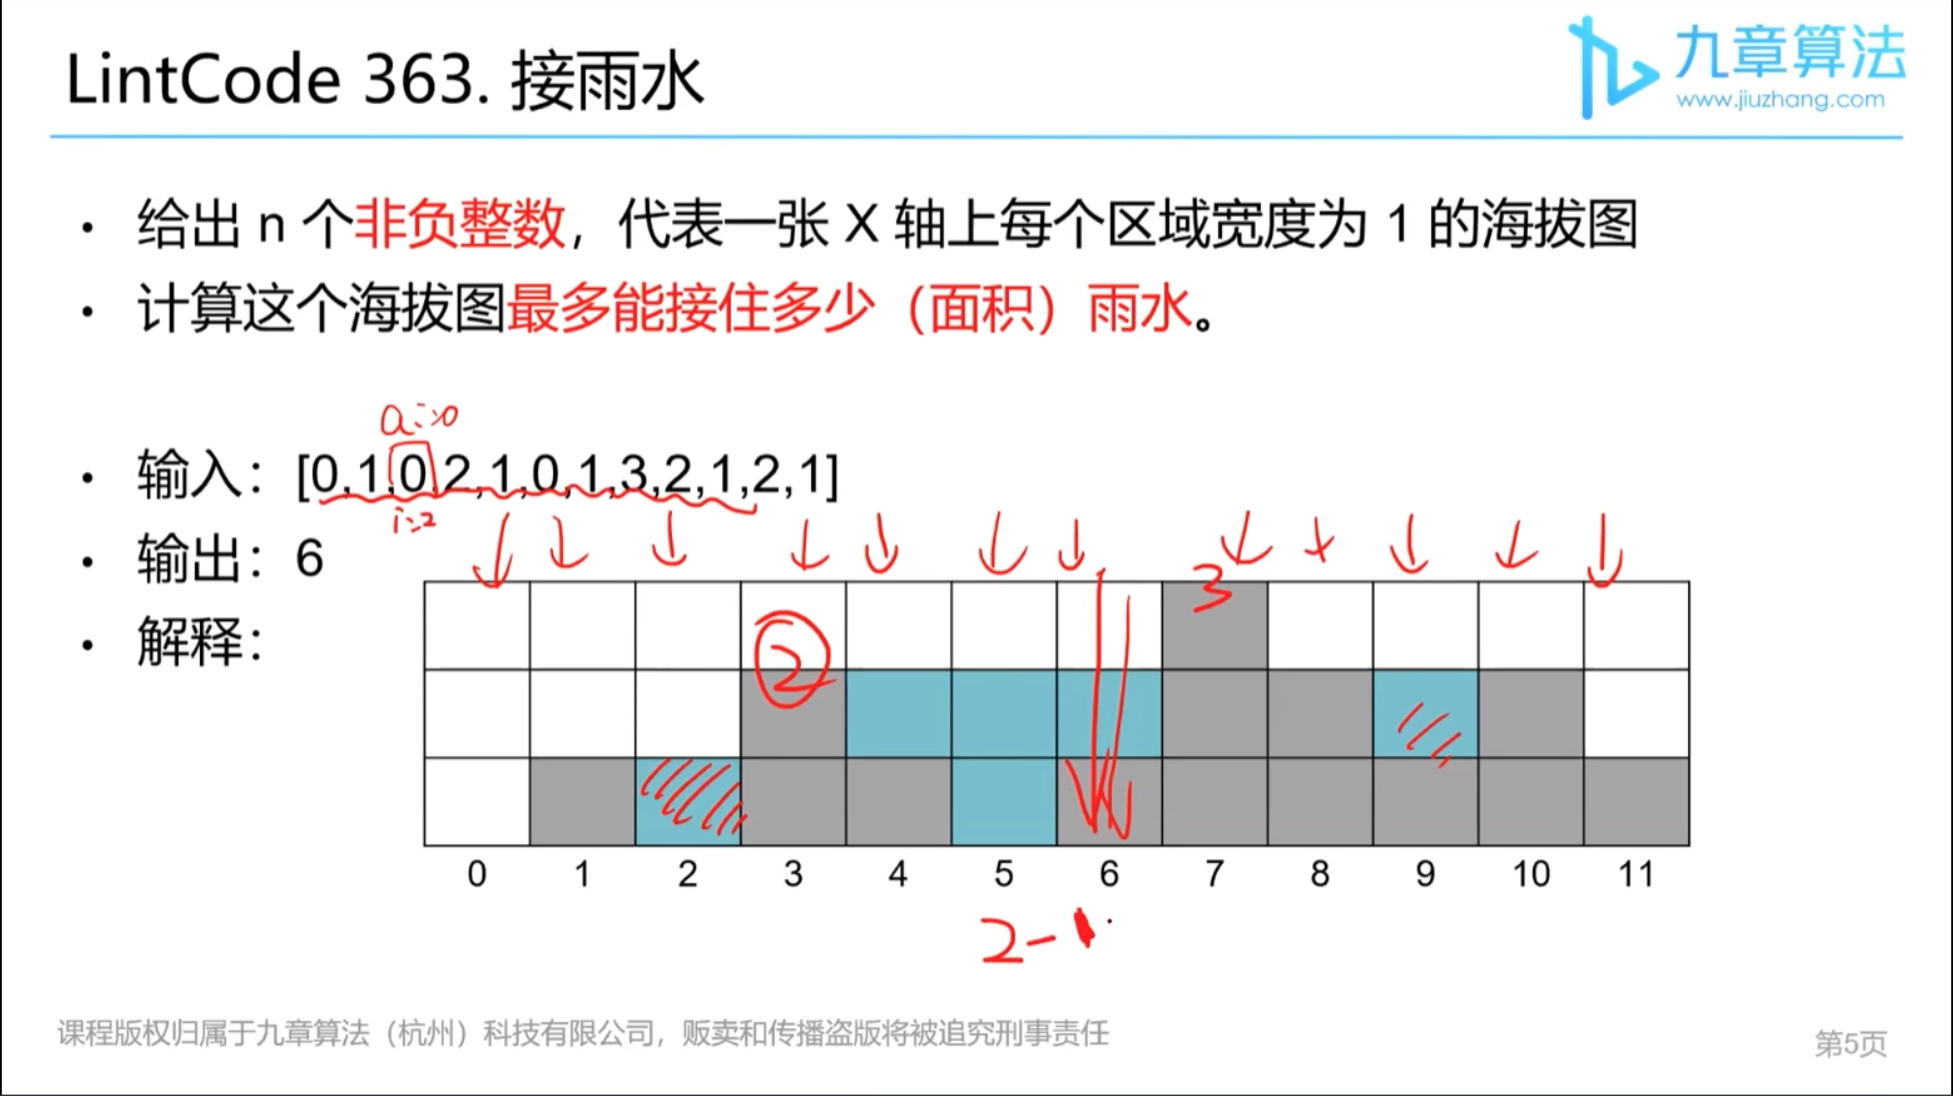 LintCode 363. 接雨水
九章算法
www.jiuzhang.com
• 给出 n 个非负整数，代表一张 X 轴上每个区域宽度为 1 的海拔图
• 计算这个海拔图最多能接住多少（面积）雨水。
• 输入：[0,1,0,2,1,0,1,3,2,1,2,1]
i=2
• 输出：6
3
• 解释：
2
0 1 2 3 4 5 6 7 8 9 10 11
2-1
课程版权归属于九章算法（杭州）科技有限公司，贩卖和传播盗版将被追究刑事责任
第5页